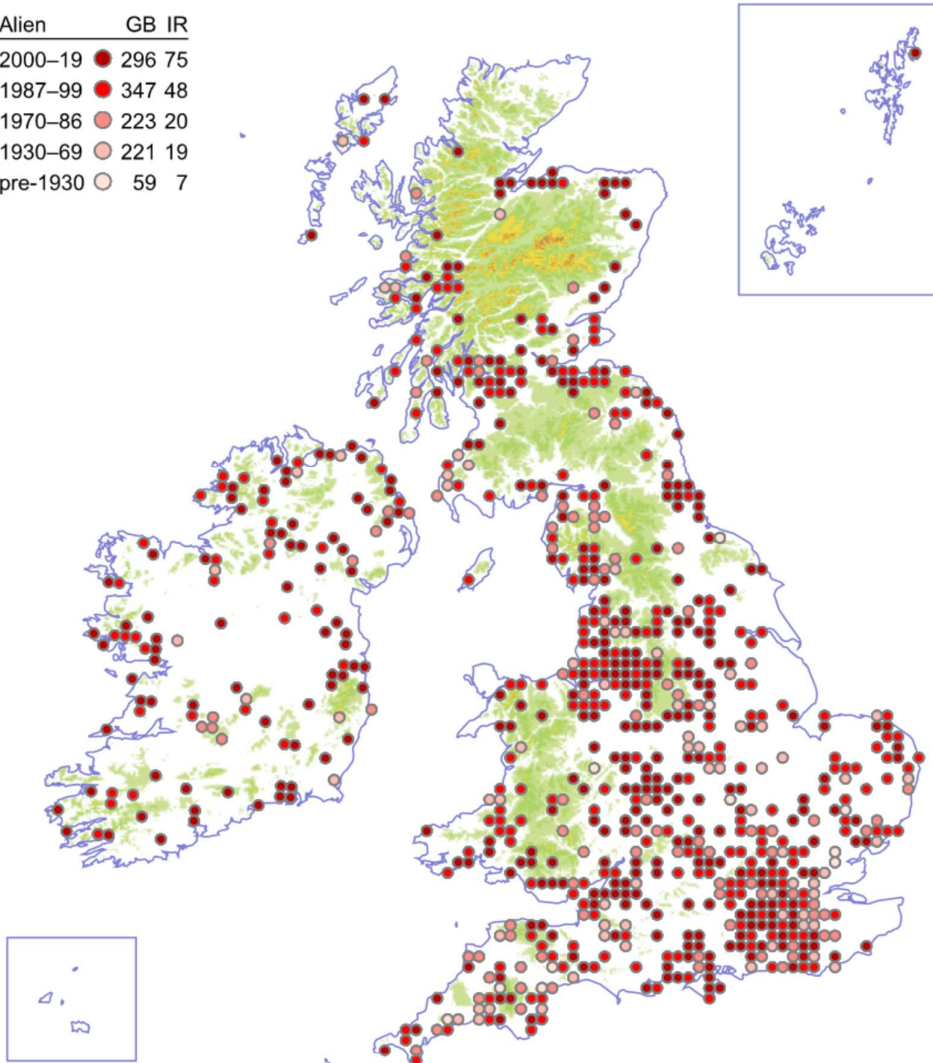 Alien GB IR
2000–19 296 75
1987–99 347 48
1970–86 223 20
1930–69 221 19
pre-1930 59 7